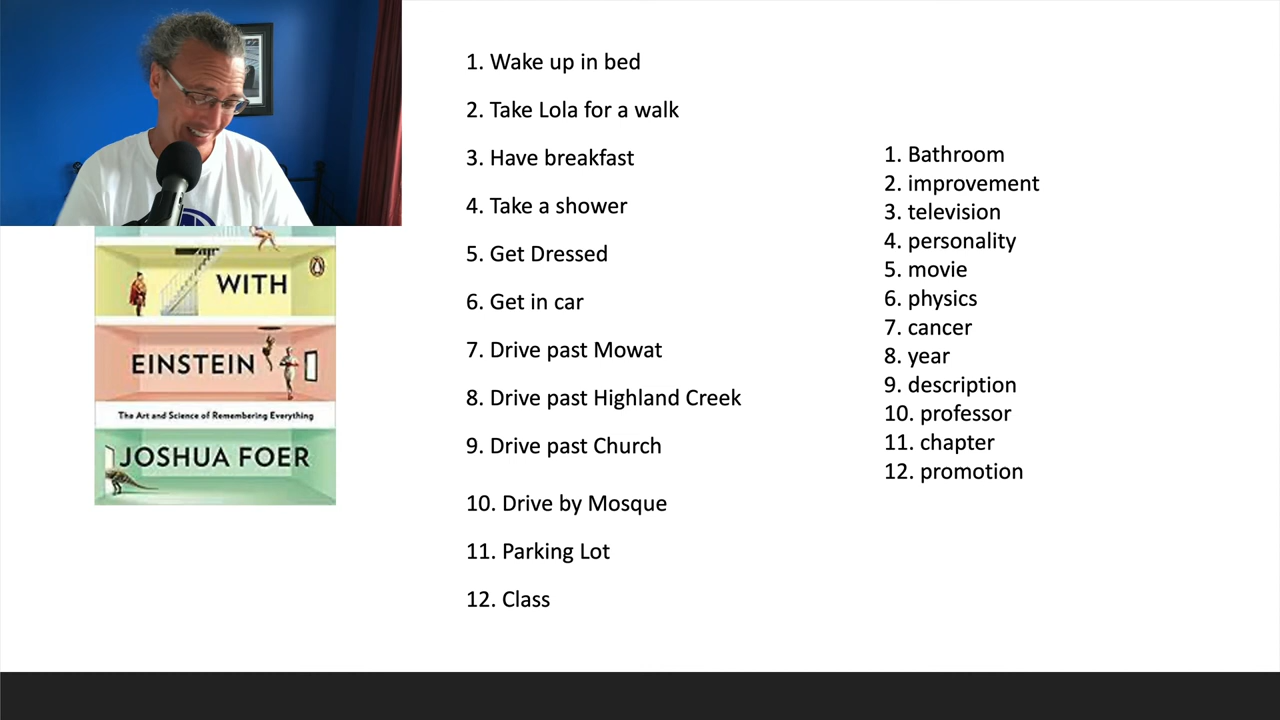 WITH
EINSTEIN
The Art and Science of Remembering Everything
JOSHUA FOER
1. Wake up in bed
2. Take Lola for a walk
3. Have breakfast
4. Take a shower
5. Get Dressed
6. Get in car
7. Drive past Mowat
8. Drive past Highland Creek
9. Drive past Church
10. Drive by Mosque
11. Parking Lot
12. Class
1. Bathroom
2. improvement
3. television
4. personality
5. movie
6. physics
7. cancer
8. year
9. description
10. professor
11. chapter
12. promotion